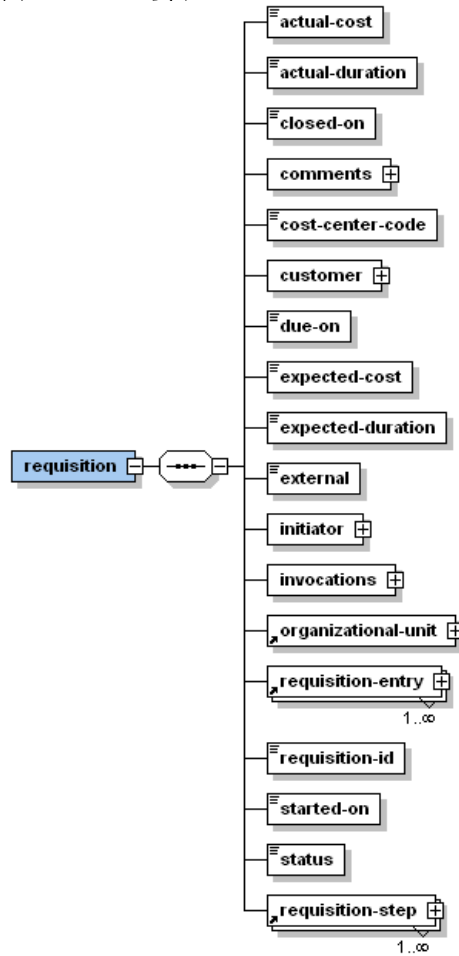 actual-cost
actual-duration
closed-on
comments
cost-center-code
customer
due-on
expected-cost
expected-duration
requisition
external
initiator
invocations
organizational-unit
requisition-entry
1..∞
requisition-id
started-on
status
requisition-step
1..∞